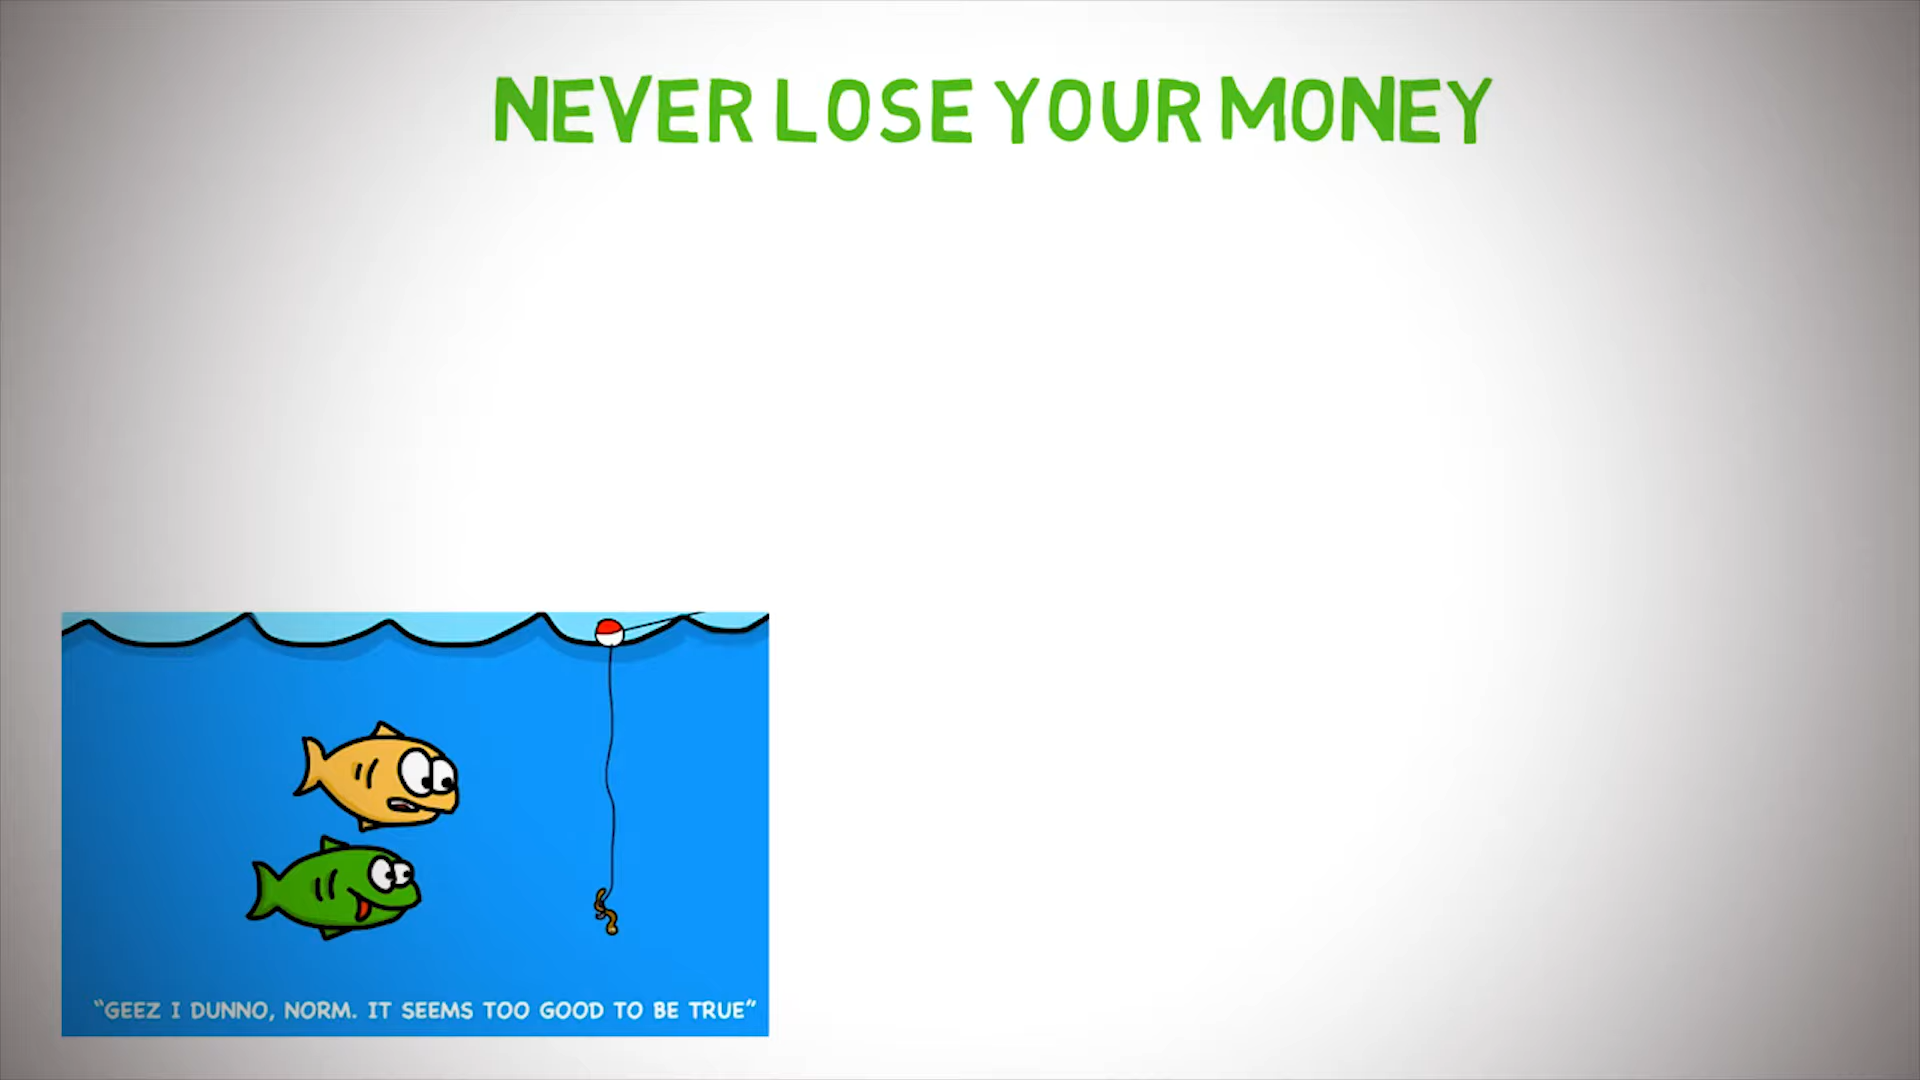 NEVER LOSE YOUR MONEY
“GEEZ I DUNNO, NORM. IT SEEMS TOO GOOD TO BE TRUE”